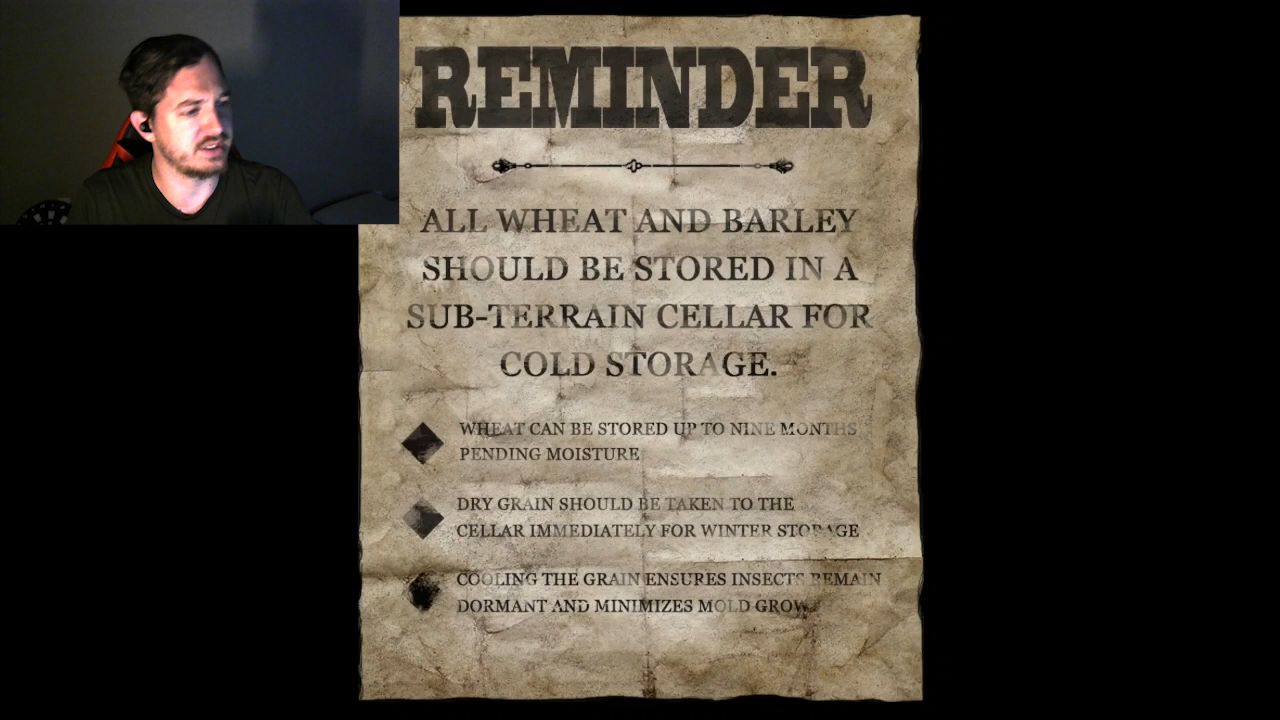 REMINDER
ALL WHEAT AND BARLEY
SHOULD BE STORED IN A
SUB-TERRAIN CELLAR FOR
COLD STORAGE.
WHEAT CAN BE STORED UP TO NINE MONTHS
PENDING MOISTURE
DRY GRAIN SHOULD BE TAKEN TO THE
CELLAR IMMEDIATELY FOR WINTER STORAGE
COOLING THE GRAIN ENSURES INSECTS REMAIN
DORMANT AND MINIMIZES MOLD GROWTH